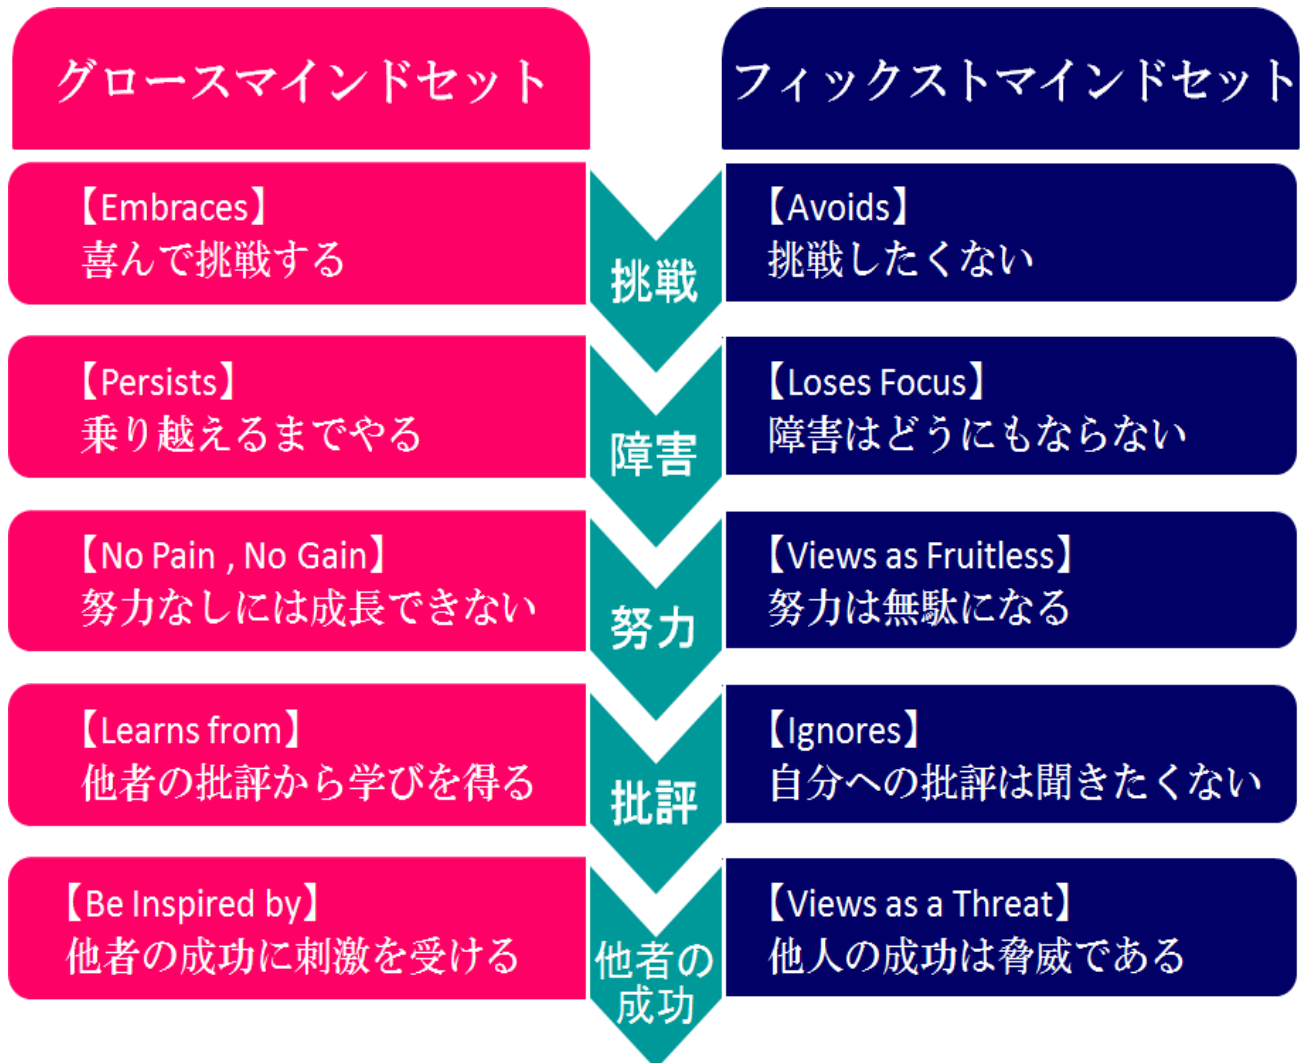 グロースマインドセット
フィックストマインドセット
【Embraces】
喜んで挑戦する
挑戦
【Avoids】
挑戦したくない
【Persists】
乗り越えるまでやる
障害
【Loses Focus】
障害はどうにもならない
【No Pain , No Gain】
努力なしには成長できない
努力
【Views as Fruitless】
努力は無駄になる
【Learns from】
他者の批評から学びを得る
批評
【Ignores】
自分への批評は聞きたくない
【Be Inspired by】
他者の成功に刺激を受ける
他者の
成功
【Views as a Threat】
他人の成功は脅威である